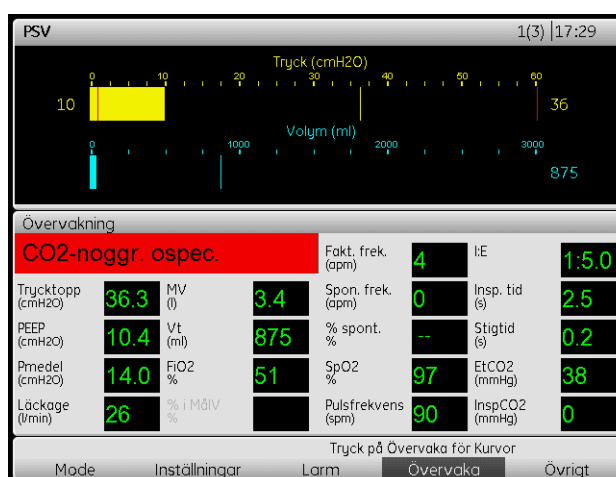 PSV 1(3) 17:29
Tryck (cmH2O)
0 10 20 30 40 50 60
10 36
Volym (ml)
0 1000 2000 3000
875
Övervakning
CO2-noggr. ospec.
Fakt. frek. (apm) 4 I:E 1:5.0
Trycktopp (cmH2O) 36.3 MV (l) 3.4 Spon. frek. (apm) 0 Insp. tid (s) 2.5
PEEP (cmH2O) 10.4 Vt (ml) 875 % spont. % -- Stigtid (s) 0.2
Pmedel (cmH2O) 14.0 FiO2 % 51 SpO2 % 97 EtCO2 (mmHg) 38
Läckage (l/min) 26 % i MålV % Pulsfrekvens (spm) 90 InspCO2 (mmHg) 0
Tryck på Övervaka för Kurvor
Mode Inställningar Larm Övervaka Övrigt